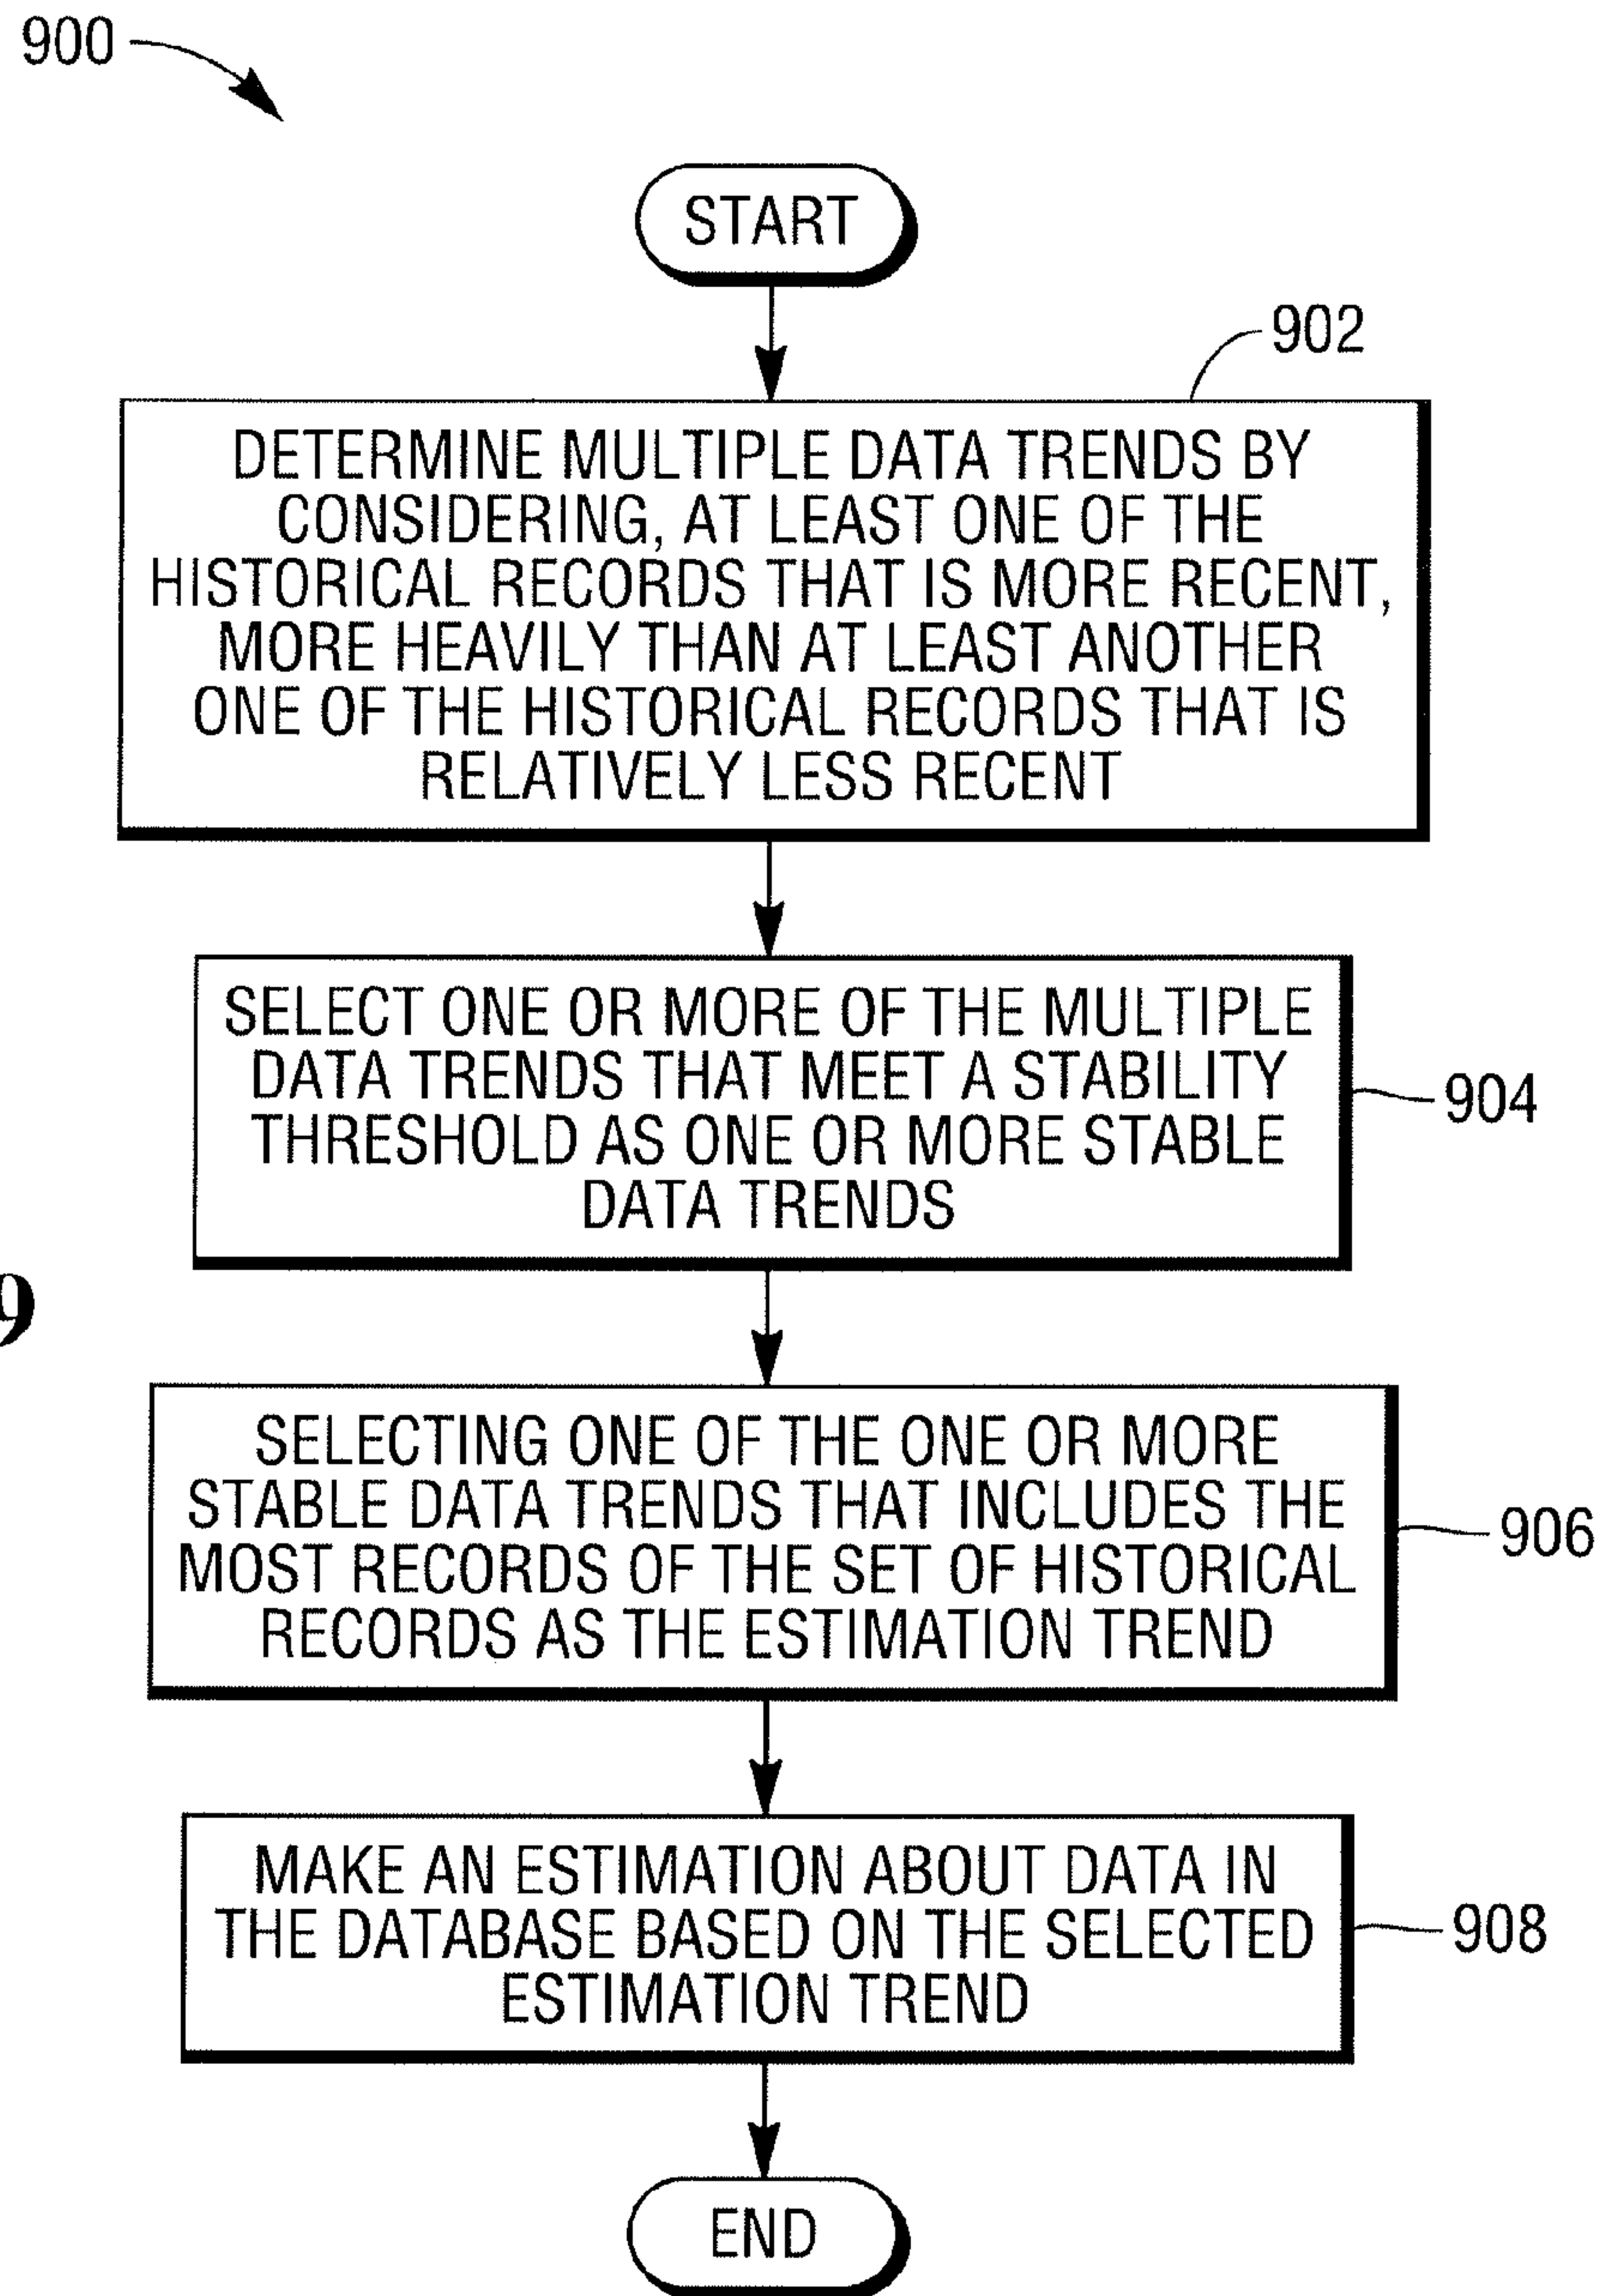 900
START
902
DETERMINE MULTIPLE DATA TRENDS BY
CONSIDERING, AT LEAST ONE OF THE
HISTORICAL RECORDS THAT IS MORE RECENT,
MORE HEAVILY THAN AT LEAST ANOTHER
ONE OF THE HISTORICAL RECORDS THAT IS
RELATIVELY LESS RECENT
SELECT ONE OR MORE OF THE MULTIPLE
DATA TRENDS THAT MEET A STABILITY
THRESHOLD AS ONE OR MORE STABLE
DATA TRENDS
904
9
SELECTING ONE OF THE ONE OR MORE
STABLE DATA TRENDS THAT INCLUDES THE
MOST RECORDS OF THE SET OF HISTORICAL
RECORDS AS THE ESTIMATION TREND
906
MAKE AN ESTIMATION ABOUT DATA IN
THE DATABASE BASED ON THE SELECTED
ESTIMATION TREND
908
END